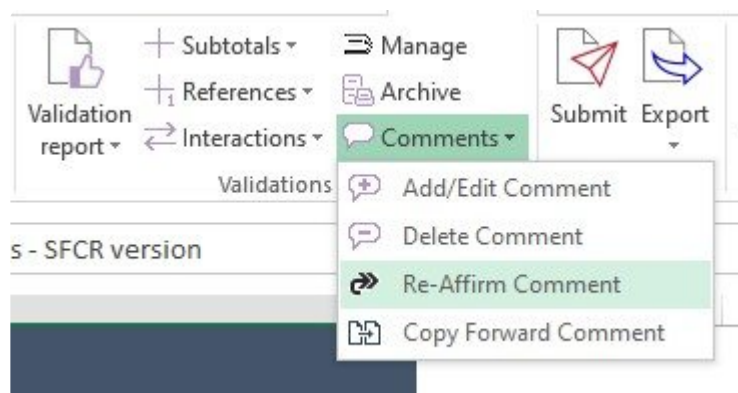 Validation
report
Subtotals
References
Interactions
Manage
Archive
Comments
Validations
Submit
Export
s - SFCR version
Add/Edit Comment
Delete Comment
Re-Affirm Comment
Copy Forward Comment